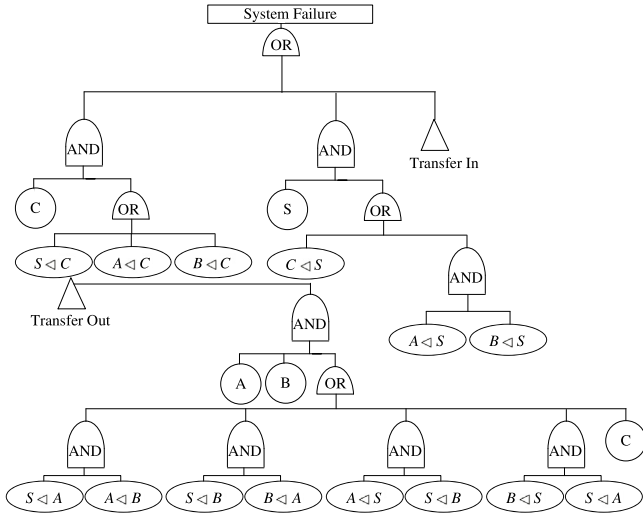 System Failure
OR
AND
AND
Transfer In
C
OR
S
OR
S ◁ C
A ◁ C
B ◁ C
C ◁ S
AND
Transfer Out
AND
A ◁ S
B ◁ S
A
B
OR
C
AND
AND
AND
AND
S ◁ A
A ◁ B
S ◁ B
B ◁ A
A ◁ S
S ◁ B
B ◁ S
S ◁ A